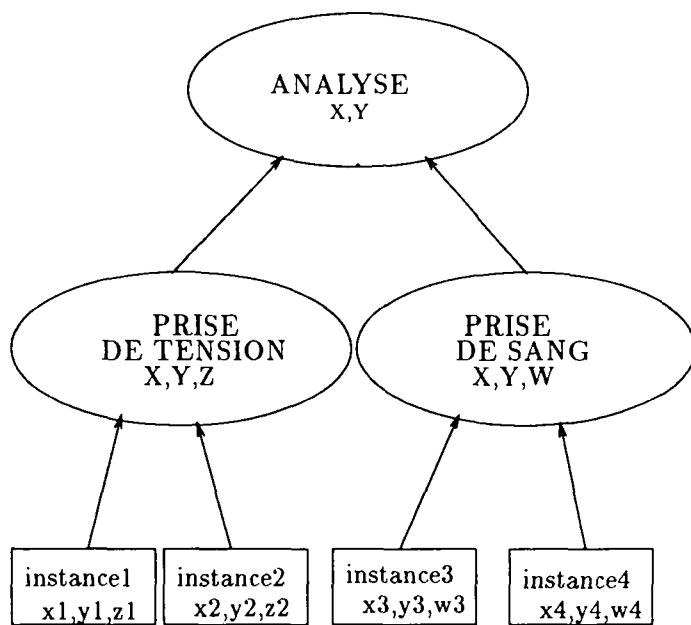 ANALYSE
X,Y
PRISE
DE TENSION
X,Y,Z
PRISE
DE SANG
X,Y,W
instance1
x1,y1,z1
instance2
x2,y2,z2
instance3
x3,y3,w3
instance4
x4,y4,w4